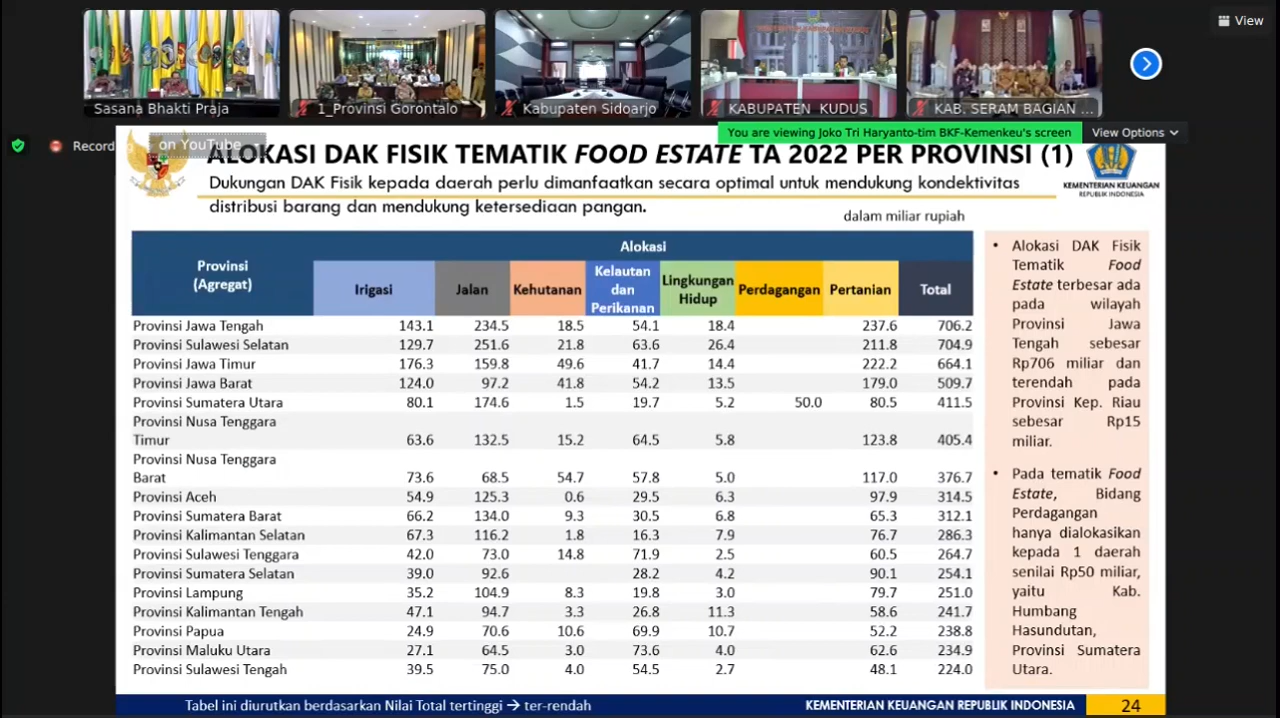 View
Sasana Bhakti Praja
1_Provinsi Gorontalo
Kabupaten Sidoarjo
KABUPATEN KUDUS
KAB. SERAM BAGIAN ...
You are viewing Joko Tri Haryanto-tim BKF-Kemenkeu's screen
View Options
Record
on YouTube
ALOKASI DAK FISIK TEMATIK FOOD ESTATE TA 2022 PER PROVINSI (1)
Dukungan DAK Fisik kepada daerah perlu dimanfaatkan secara optimal untuk mendukung kondektivitas
distribusi barang dan mendukung ketersediaan pangan.
KEMENTERIAN KEUANGAN
REPUBLIK INDONESIA
dalam miliar rupiah
Provinsi
(Agregat)
Alokasi
Irigasi Jalan Kehutanan Kelautan dan Perikanan Lingkungan Hidup Perdagangan Pertanian Total
Provinsi Jawa Tengah 143.1 234.5 18.5 54.1 18.4 237.6 706.2
Provinsi Sulawesi Selatan 129.7 251.6 21.8 63.6 26.4 211.8 704.9
Provinsi Jawa Timur 176.3 159.8 49.6 41.7 14.4 222.2 664.1
Provinsi Jawa Barat 124.0 97.2 41.8 54.2 13.5 179.0 509.7
Provinsi Sumatera Utara 80.1 174.6 1.5 19.7 5.2 50.0 80.5 411.5
Provinsi Nusa Tenggara
Timur 63.6 132.5 15.2 64.5 5.8 123.8 405.4
Provinsi Nusa Tenggara
Barat 73.6 68.5 54.7 57.8 5.0 117.0 376.7
Provinsi Aceh 54.9 125.3 0.6 29.5 6.3 97.9 314.5
Provinsi Sumatera Barat 66.2 134.0 9.3 30.5 6.8 65.3 312.1
Provinsi Kalimantan Selatan 67.3 116.2 1.8 16.3 7.9 76.7 286.3
Provinsi Sulawesi Tenggara 42.0 73.0 14.8 71.9 2.5 60.5 264.7
Provinsi Sumatera Selatan 39.0 92.6 28.2 4.2 90.1 254.1
Provinsi Lampung 35.2 104.9 8.3 19.8 3.0 79.7 251.0
Provinsi Kalimantan Tengah 47.1 94.7 3.3 26.8 11.3 58.6 241.7
Provinsi Papua 24.9 70.6 10.6 69.9 10.7 52.2 238.8
Provinsi Maluku Utara 27.1 64.5 3.0 73.6 4.0 62.6 234.9
Provinsi Sulawesi Tengah 39.5 75.0 4.0 54.5 2.7 48.1 224.0
• Alokasi DAK Fisik
Tematik Food
Estate terbesar ada
pada wilayah
Provinsi Jawa
Tengah sebesar
Rp706 miliar dan
terendah pada
Provinsi Kep. Riau
sebesar Rp15
miliar.
• Pada tematik Food
Estate, Bidang
Perdagangan
hanya dialokasikan
kepada 1 daerah
senilai Rp50 miliar,
yaitu Kab.
Humbang
Hasundutan,
Provinsi Sumatera
Utara.
Tabel ini diurutkan berdasarkan Nilai Total tertinggi → ter-rendah
KEMENTERIAN KEUANGAN REPUBLIK INDONESIA
24